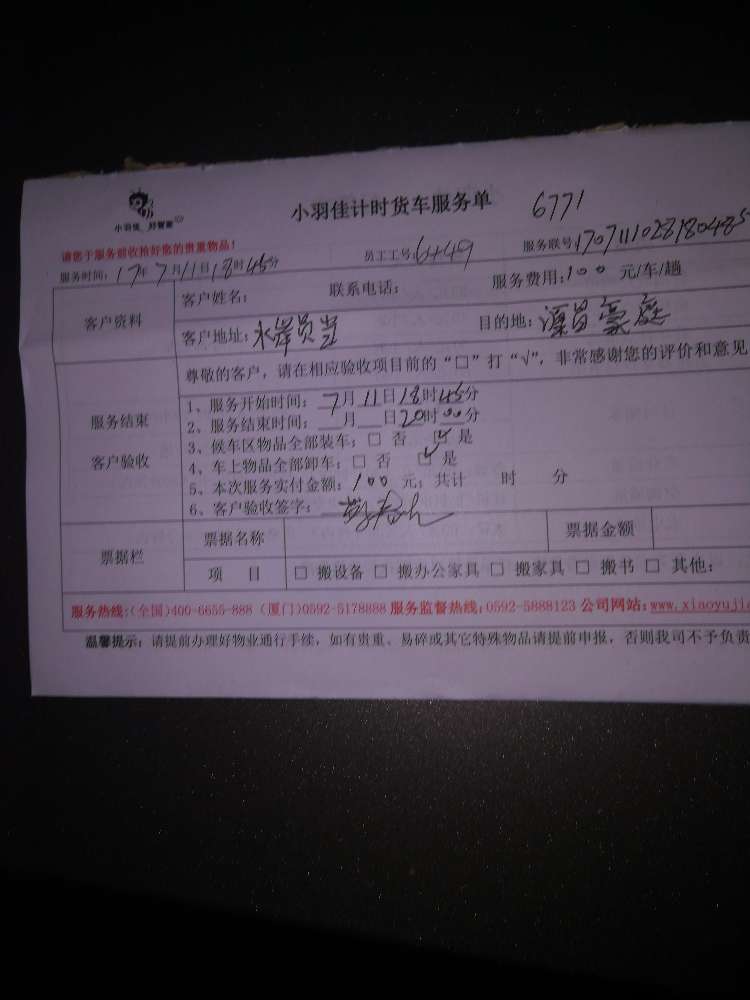 小羽佳计时货车服务单 6771
小羽佳 好管家
请您于服务前收拾好您的贵重物品!
服务时间:17年7月11日18时45分 员工工号:6449 服务联号:170711102818048
客户资料
客户姓名: 联系电话: 服务费用:100 元/车/趟
客户地址:水岸 目的地: 昌豪庭
尊敬的客户,请在相应验收项目前的“□”打“√”,非常感谢您的评价和意见
服务结束
客户验收
1、服务开始时间:7月11日18时45分
2、服务结束时间: 月 日20时00分
3、候车区物品全部装车:□ 否 ☑ 是
4、车上物品全部卸车:□ 否 ☑ 是
5、本次服务实付金额:100 元;共计 时 分
6、客户验收签字:
票据栏
票据名称 票据金额
项 目 □ 搬设备 □ 搬办公家具 □ 搬家具 □ 搬书 □ 其他:
服务热线:(全国)400-6655-888 (厦门)0592-5178888 服务监督热线:0592-5888123 公司网站:www.xiaoyujia
温馨提示:请提前办理好物业通行手续,如有贵重、易碎或其它特殊物品请提前申报,否则我司不予负责